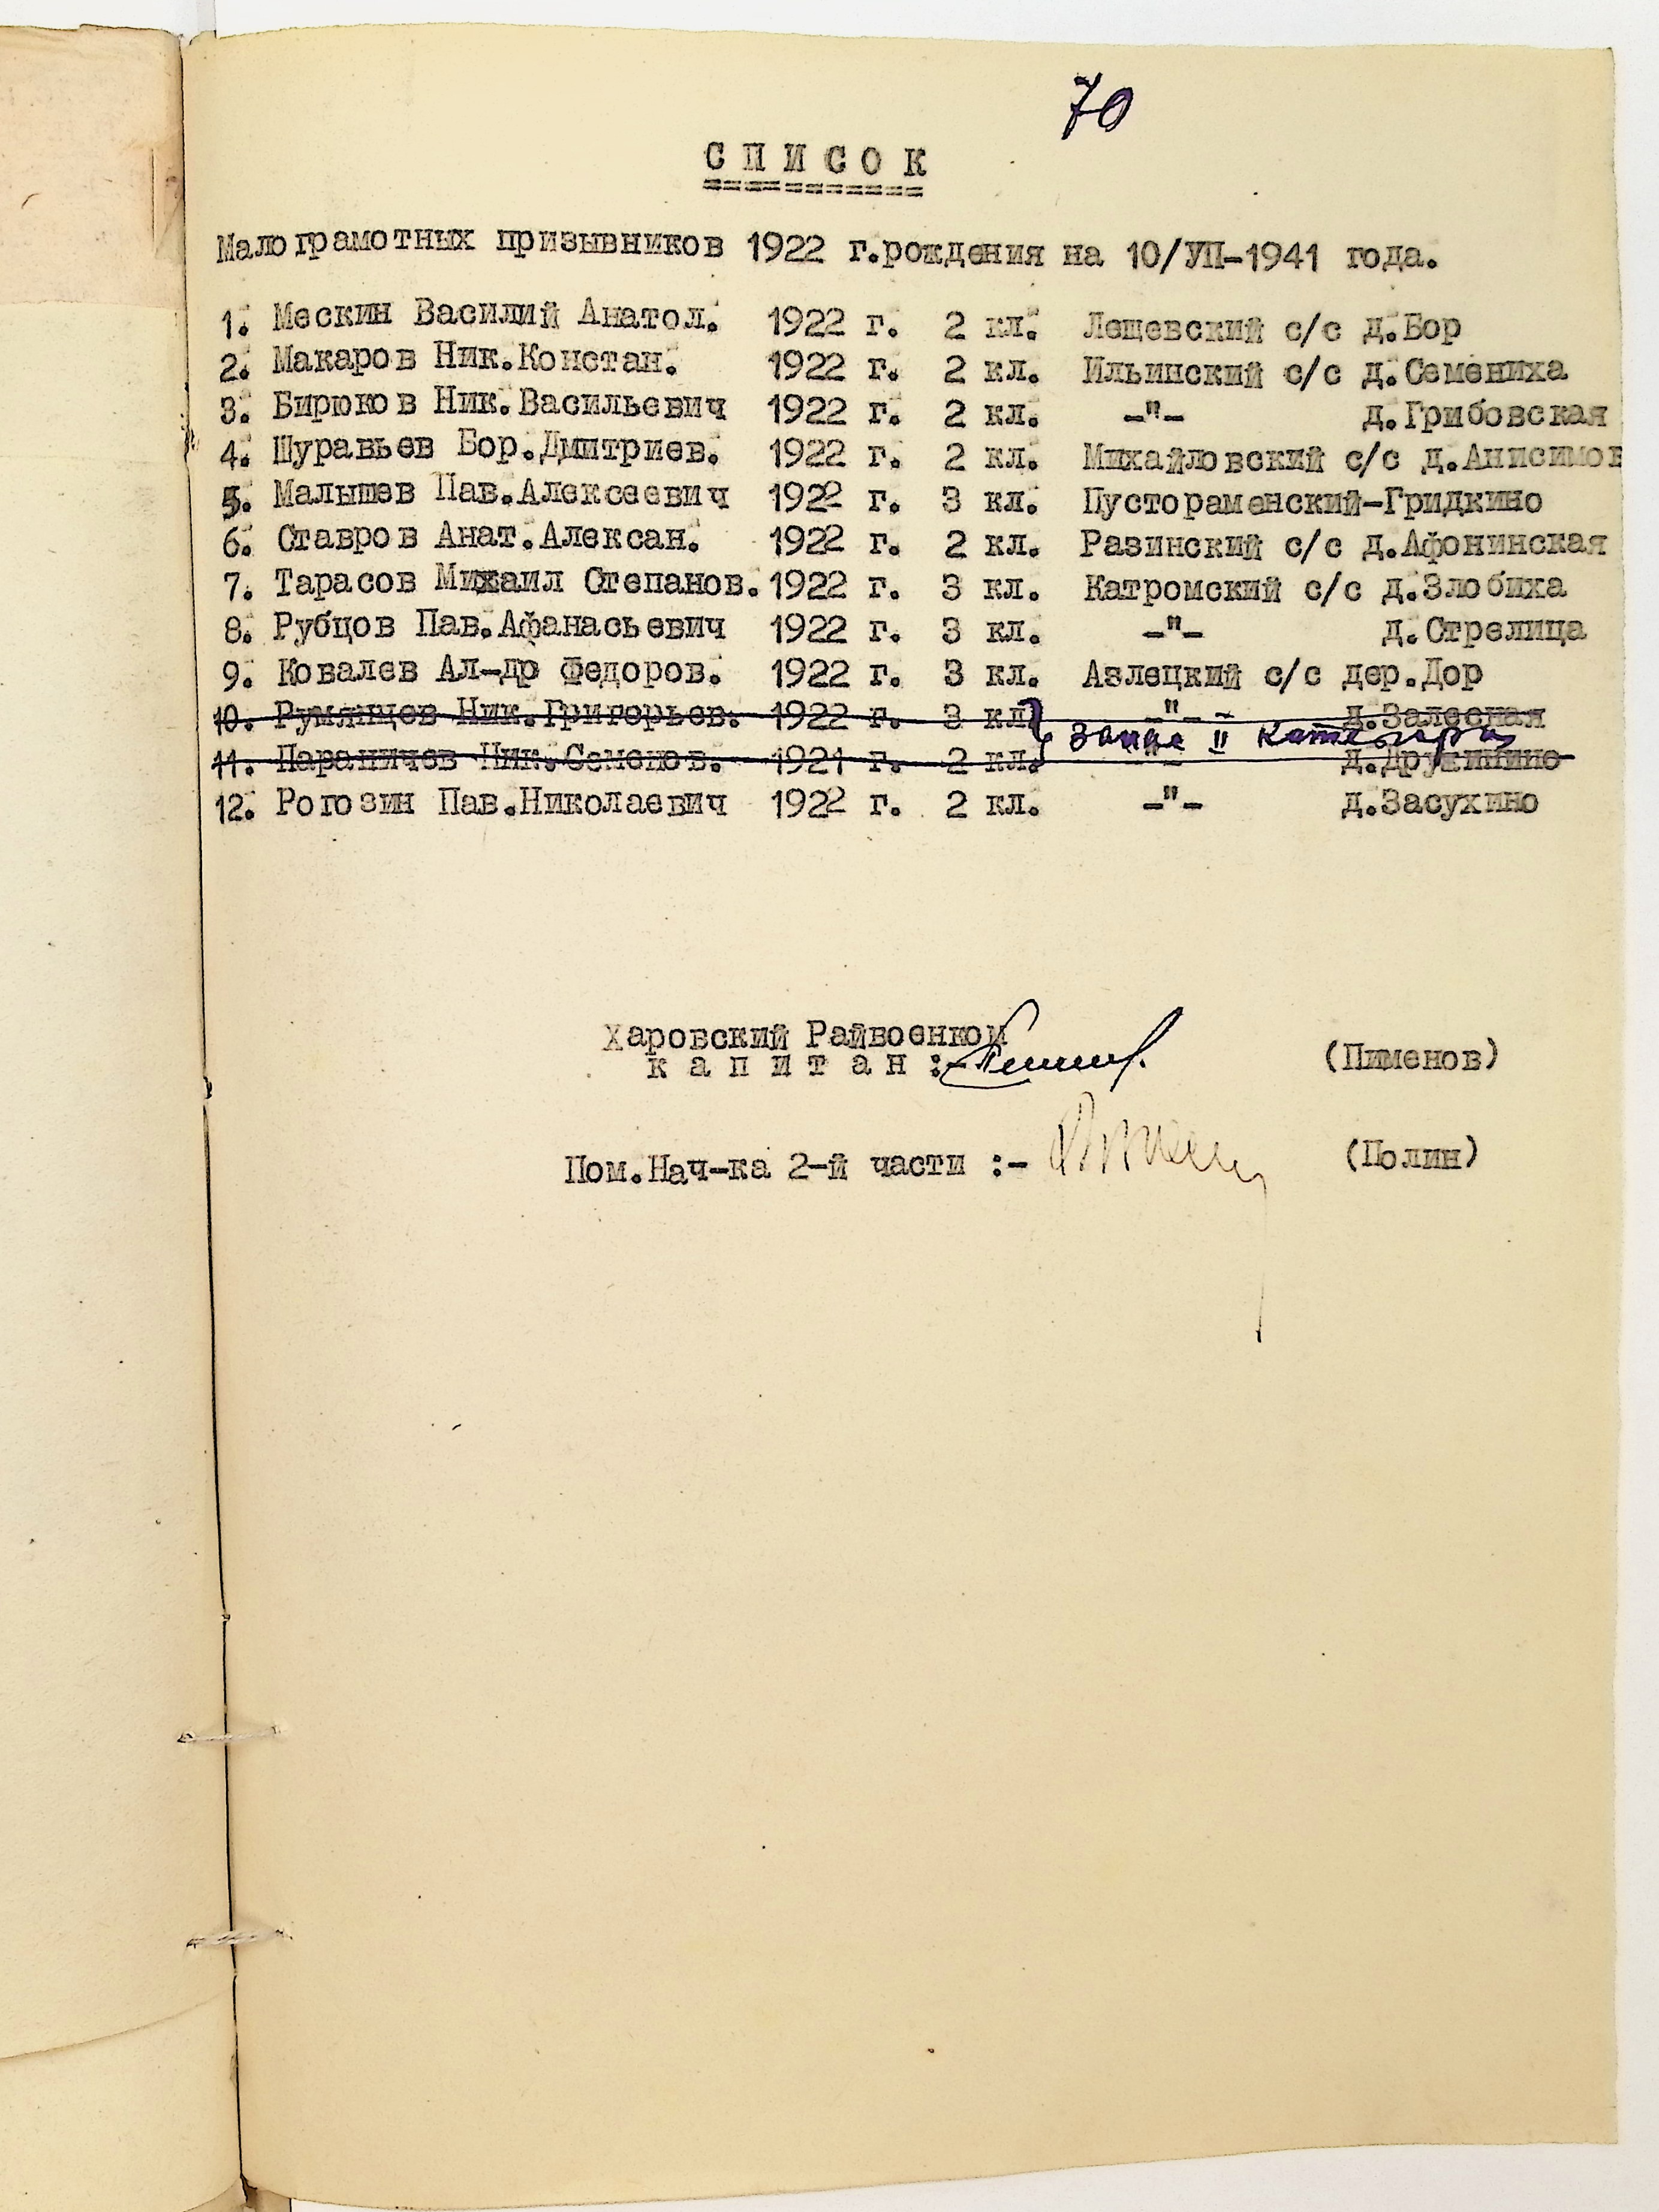 70
С П И С О К
===========
Малограмотных призывников 1922 г.рождения на 10/УП-1941 года.
1. Мескин Василий Анатол. 1922 г. 2 кл. Лещевский с/с д.Бор
2. Макаров Ник.Констан. 1922 г. 2 кл. Ильинский с/с д.Семениха
3. Бирюков Ник.Васильевич 1922 г. 2 кл. -"- д.Грибовская
4. Шуравьев Бор.Дмитриев. 1922 г. 2 кл. Михайловский с/с д.Анисимов
5. Малышев Пав.Алексеевич 1922 г. 3 кл. Пустораменский-Гридкино
6. Ставров Анат.Алексан. 1922 г. 2 кл. Разинский с/с д.Афонинская
7. Тарасов Михаил Степанов. 1922 г. 3 кл. Катромский с/с д.Злобиха
8. Рубцов Пав.Афанасьевич 1922 г. 3 кл. -"- д.Стрелица
9. Ковалев Ал-др Федоров. 1922 г. 3 кл. Азлецкий с/с дер.Дор
10. Румянцев Ник.Григорьев. 1922 г. 3 кл. -"- д.Залесная
II категория
11. Параничев Ник.Семенов. 1921 г. 2 кл. -"- д.Дружинино
12. Рогозин Пав.Николаевич 1922 г. 2 кл. -"- д.Засухино
Харовский Райвоенком
к а п и т а н :- (Пименов)
Пом.Нач-ка 2-й части :- (Полин)